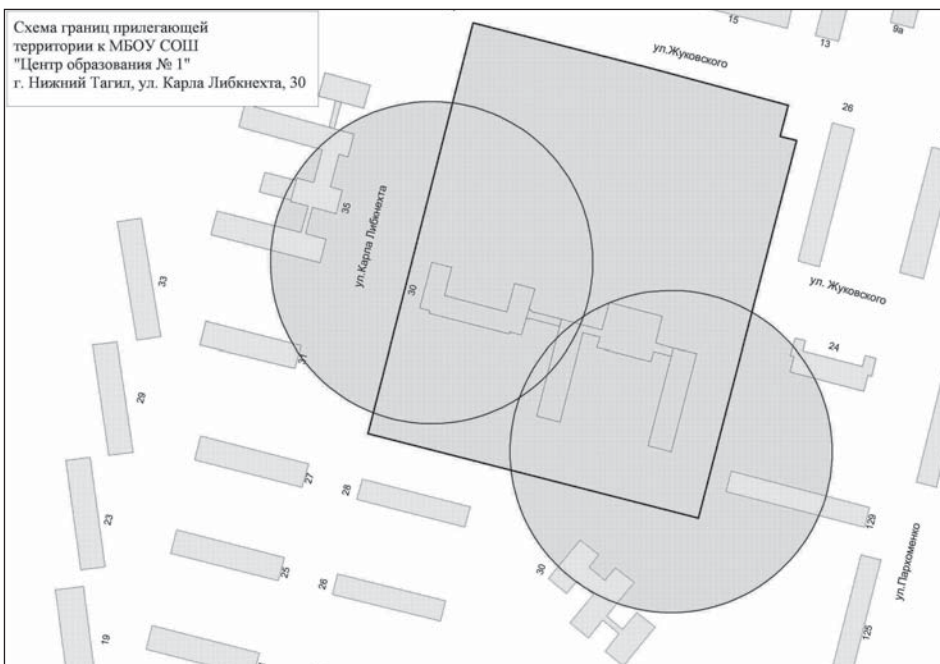 Схема границ прилегающей
территории к МБОУ СОШ
"Центр образования № 1"
г. Нижний Тагил, ул. Карла Либкнехта, 30
15
13
9а
ул.Жуковского
26
35
ул.Карла Либкнехта
33
30
ул. Жуковского
31
24
29
27
28
129
23
25
26
30
ул.Пархоменко
19
125